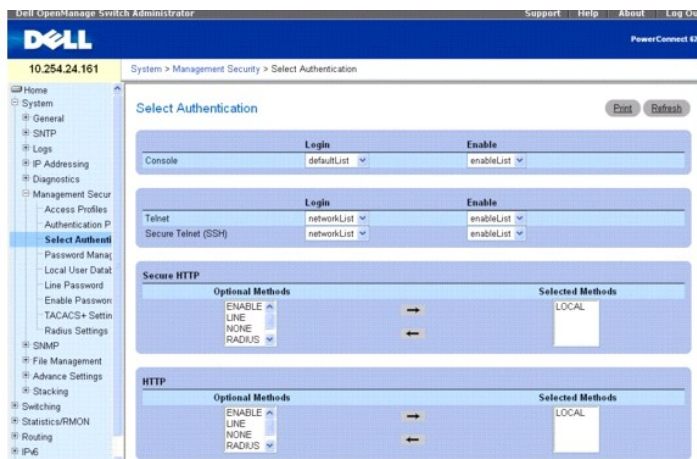 Dell OpenManage Switch Administrator Support Help About Log Ou
DELL
PowerConnect 62
10.254.24.161
System > Management Security > Select Authentication
Home
System
General
SNTP
Logs
IP Addressing
Diagnostics
Management Secur
Access Profiles
Authentication P
Select Authenti
Password Manag
Local User Datab
Line Password
Enable Passwor
TACACS+ Settin
Radius Settings
SNMP
File Management
Advance Settings
Stacking
Switching
Statistics/RMON
Routing
IPv6
Select Authentication
Print Refresh
Login Enable
Console defaultList enableList
Login Enable
Telnet networkList enableList
Secure Telnet (SSH) networkList enableList
Secure HTTP
Optional Methods Selected Methods
ENABLE LOCAL
LINE
NONE
RADIUS
HTTP
Optional Methods Selected Methods
ENABLE LOCAL
LINE
NONE
RADIUS